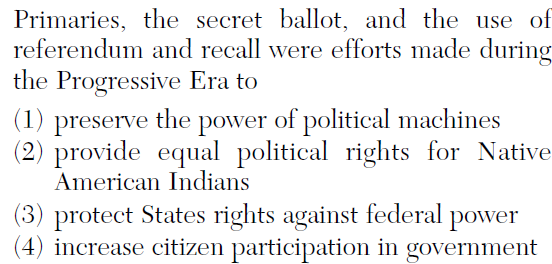 Primaries, the secret ballot, and the use of
referendum and recall were efforts made during
the Progressive Era to
(1) preserve the power of political machines
(2) provide equal political rights for Native
American Indians
(3) protect States rights against federal power
(4) increase citizen participation in government